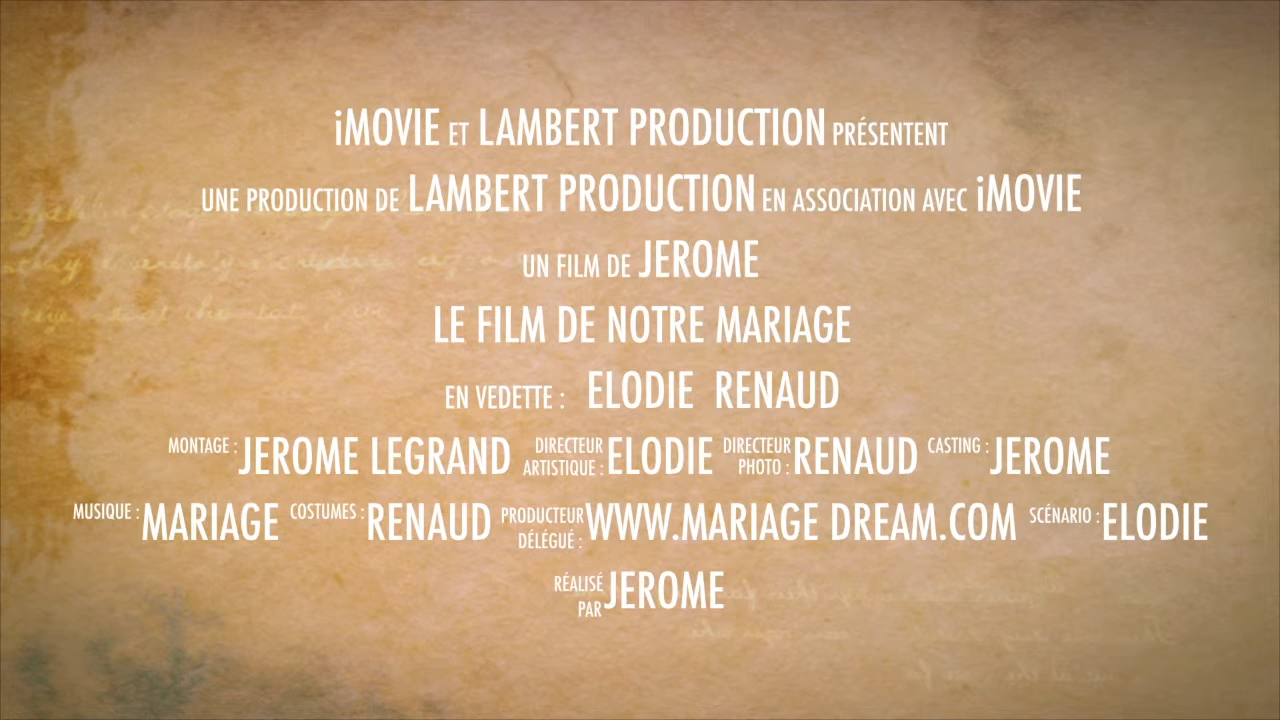 iMOVIE ET LAMBERT PRODUCTION PRÉSENTENT
UNE PRODUCTION DE LAMBERT PRODUCTION EN ASSOCIATION AVEC iMOVIE
UN FILM DE JEROME
LE FILM DE NOTRE MARIAGE
EN VEDETTE : ELODIE RENAUD
MONTAGE : JEROME LEGRAND DIRECTEUR ARTISTIQUE : ELODIE DIRECTEUR PHOTO : RENAUD CASTING : JEROME
MUSIQUE : MARIAGE COSTUMES : RENAUD PRODUCTEUR DÉLÉGUÉ : WWW.MARIAGE DREAM.COM SCÉNARIO : ELODIE
RÉALISÉ PAR JEROME